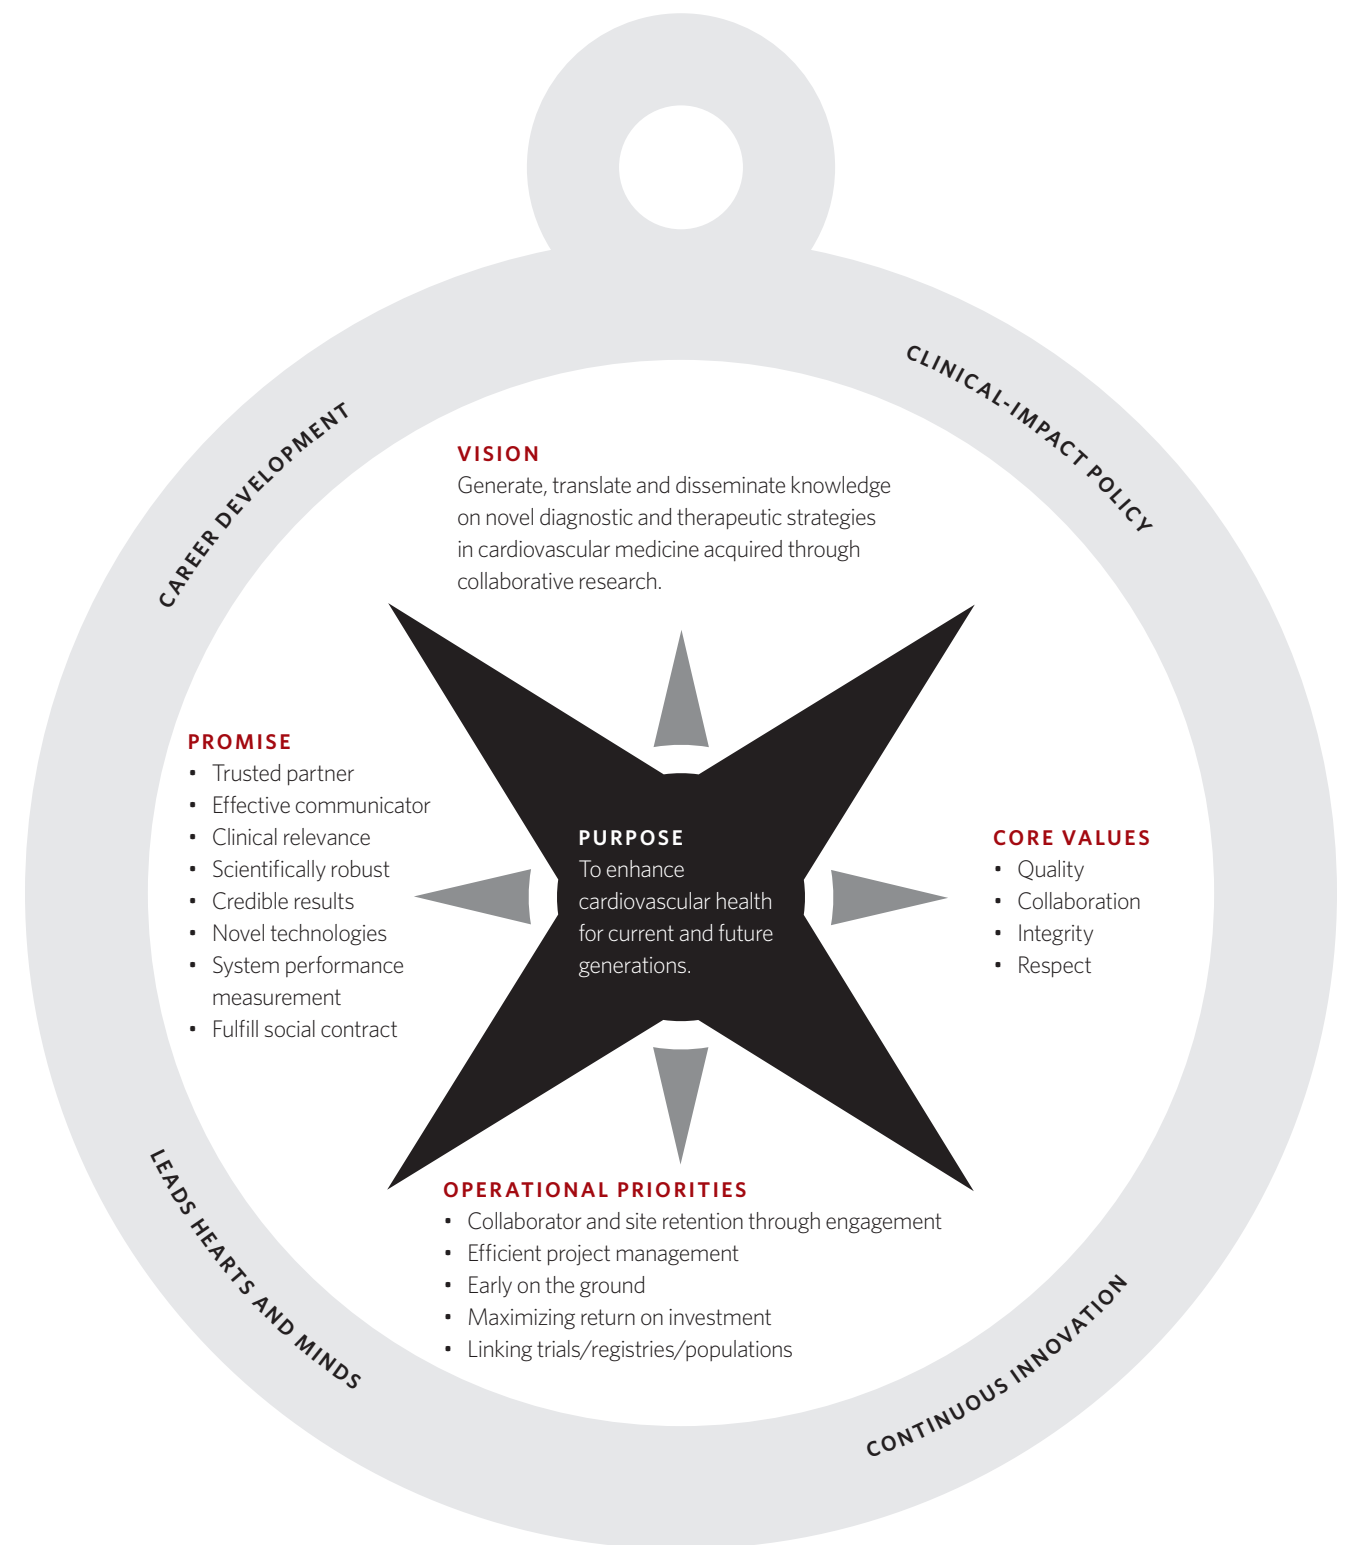 CAREER DEVELOPMENT
CLINICAL-IMPACT POLICY
VISION
Generate, translate and disseminate knowledge
on novel diagnostic and therapeutic strategies
in cardiovascular medicine acquired through
collaborative research.
PROMISE
• Trusted partner
• Effective communicator
• Clinical relevance
• Scientifically robust
• Credible results
• Novel technologies
• System performance
measurement
• Fulfill social contract
PURPOSE
To enhance
cardiovascular health
for current and future
generations.
CORE VALUES
• Quality
• Collaboration
• Integrity
• Respect
OPERATIONAL PRIORITIES
• Collaborator and site retention through engagement
• Efficient project management
• Early on the ground
• Maximizing return on investment
• Linking trials/registries/populations
LEADS HEARTS AND MINDS
CONTINUOUS INNOVATION